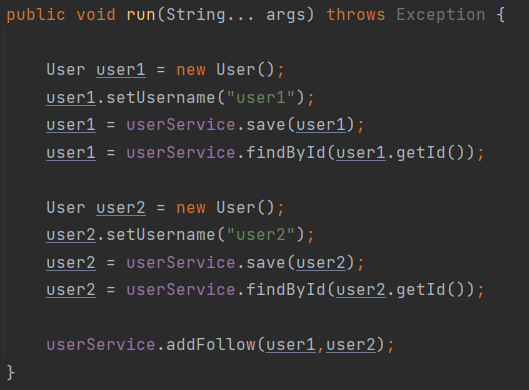 public void run(String... args) throws Exception {
User user1 = new User();
user1.setUsername("user1");
user1 = userService.save(user1);
user1 = userService.findById(user1.getId());
User user2 = new User();
user2.setUsername("user2");
user2 = userService.save(user2);
user2 = userService.findById(user2.getId());
userService.addFollow(user1,user2);
}